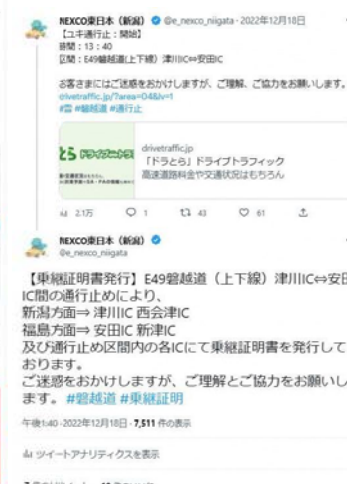 NEXCO東日本（新潟） @e_nexco_niigata・2022年12月18日
【ユキ通行止：開始】
時間：13：40
区間：E49磐越道(上下線) 津川IC⇔安田IC
お客さまにはご迷惑をおかけしますが、ご理解、ご協力をお願いします。
drivetraffic.jp/?area=04&lv=1
#雪 #磐越道 #通行止
drivetraffic.jp
「ドラとら」ドライブトラフィック
高速道路料金や交通状況はもちろん
2.1万 1 43 61
NEXCO東日本（新潟）
@e_nexco_niigata
【乗継証明書発行】E49磐越道（上下線）津川IC⇔安田
IC間の通行止めにより、
新潟方面⇒ 津川IC 西会津IC
福島方面⇒ 安田IC 新津IC
及び通行止め区間内の各ICにて乗継証明書を発行して
おります。
ご迷惑をおかけしますが、ご理解とご協力をお願いし
ます。 #磐越道 #乗継証明
午後1:40・2022年12月18日・7,511 件の表示
ツイートアナリティクスを表示